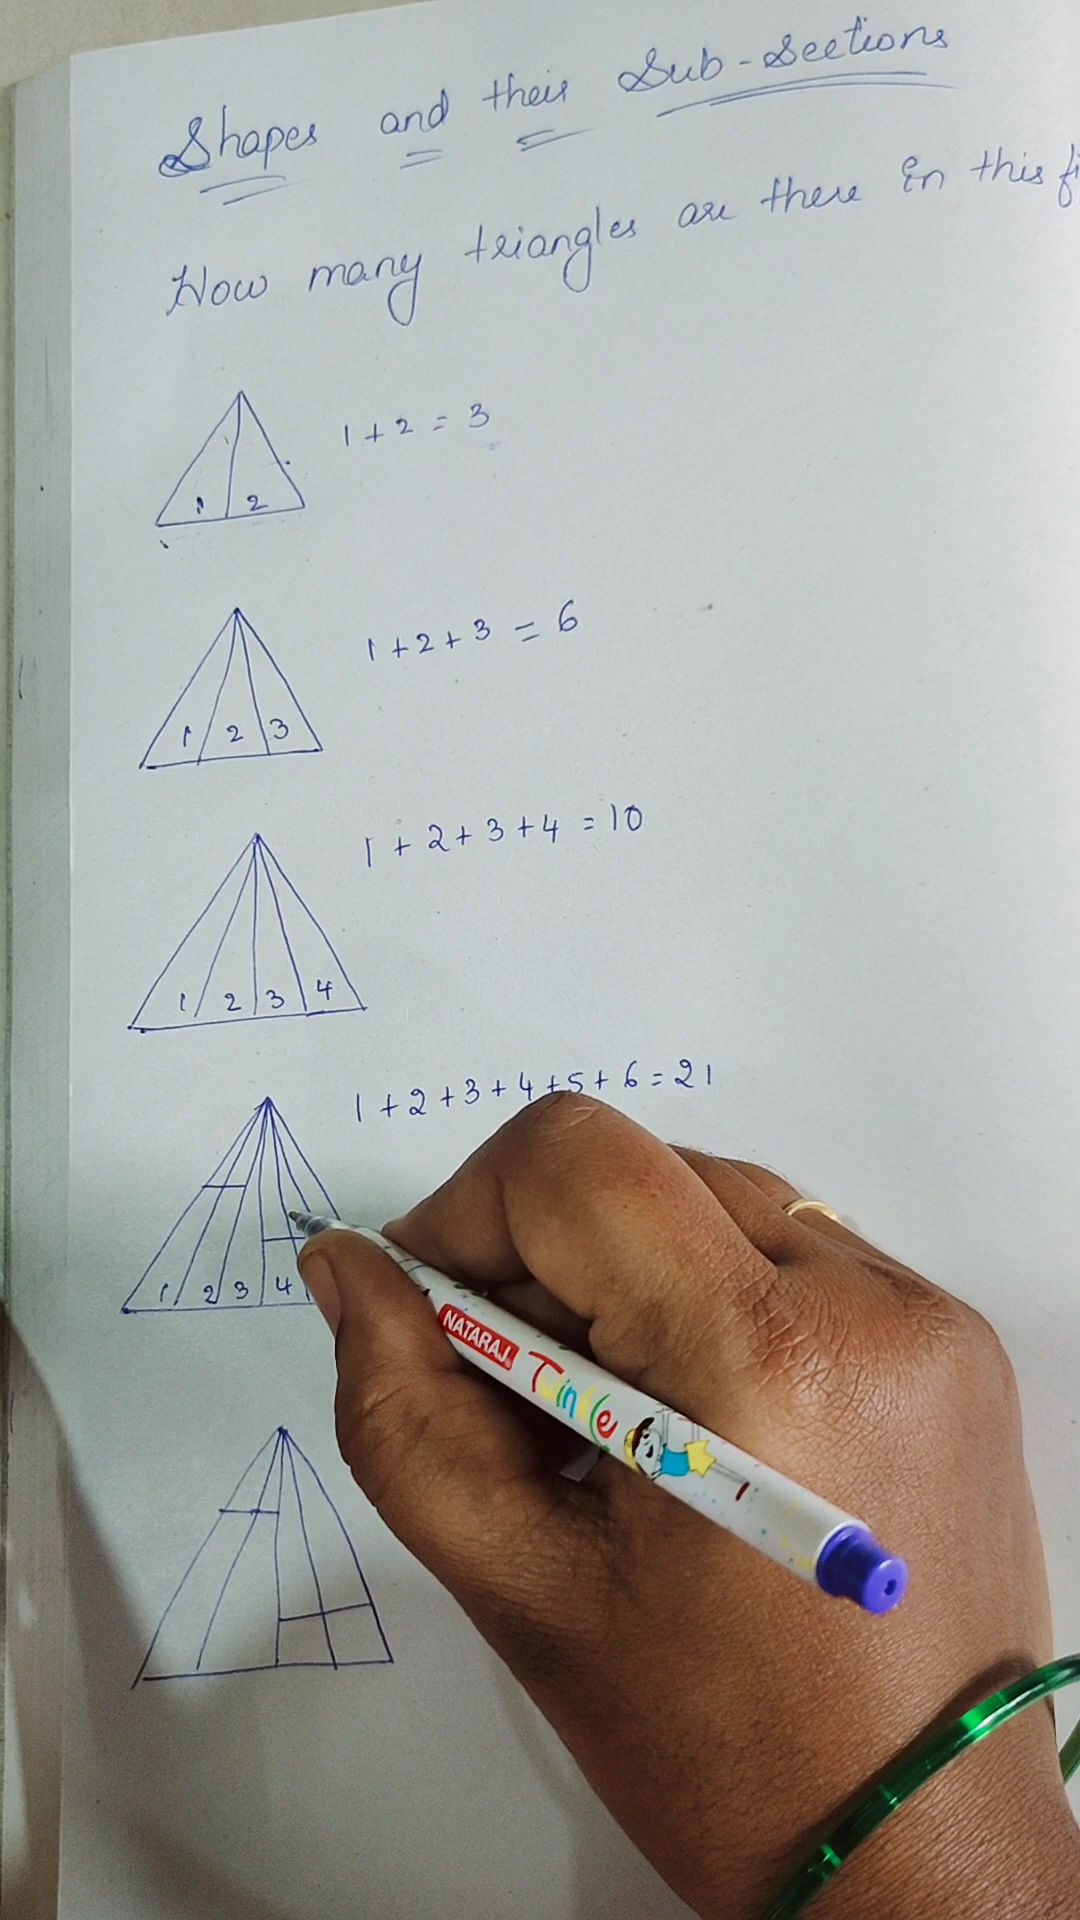 Shapes and their Sub-Sections
How many triangles are there in this
1 + 2 = 3
1 2
1 + 2 + 3 = 6
1 2 3
1 + 2 + 3 + 4 = 10
1 2 3 4
1 + 2 + 3 + 4 + 5 + 6 = 21
1 2 3 4
NATARAJ
Twinkle